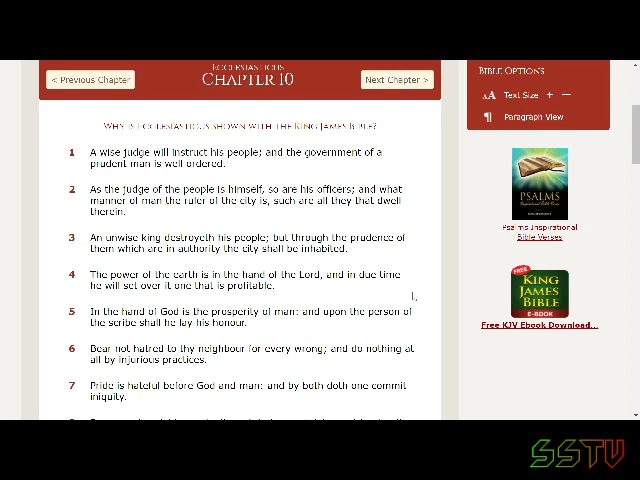 Ecclesiasticus
Chapter 10
< Previous Chapter
Next Chapter >
Why is Ecclesiasticus shown with the King James Bible?
1 A wise judge will instruct his people; and the government of a
prudent man is well ordered.
2 As the judge of the people is himself, so are his officers; and what
manner of man the ruler of the city is, such are all they that dwell
therein.
3 An unwise king destroyeth his people; but through the prudence of
them which are in authority the city shall be inhabited.
4 The power of the earth is in the hand of the Lord, and in due time
he will set over it one that is profitable.
5 In the hand of God is the prosperity of man: and upon the person of
the scribe shall he lay his honour.
6 Bear not hatred to thy neighbour for every wrong; and do nothing at
all by injurious practices.
7 Pride is hateful before God and man: and by both doth one commit
iniquity.
Bible Options
AA Text Size + —
¶ Paragraph View
PSALMS
Psalms Inspirational
Bible Verses
FREE
KING
JAMES
BIBLE
E-BOOK
Free KJV Ebook Download...
SSTV